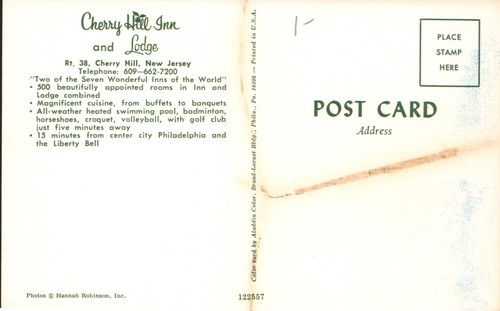 Cherry Hill Inn
and Lodge
Rt. 38, Cherry Hill, New Jersey
Telephone: 609-662-7200
"Two of the Seven Wonderful Inns of the World"
• 500 beautifully appointed rooms in Inn and
Lodge combined
• Magnificent cuisine, from buffets to banquets
• All-weather heated swimming pool, badminton,
horseshoes, croquet, volleyball, with golf club
just five minutes away
• 15 minutes from center city Philadelphia and
the Liberty Bell
Photos © Hannah Robinson, Inc.
Color card by Aladdin Color, Broad-Locust Bldg., Phila., Pa. 19102 — Printed in U.S.A.
122557
1-
PLACE
STAMP
HERE
POST CARD
Address